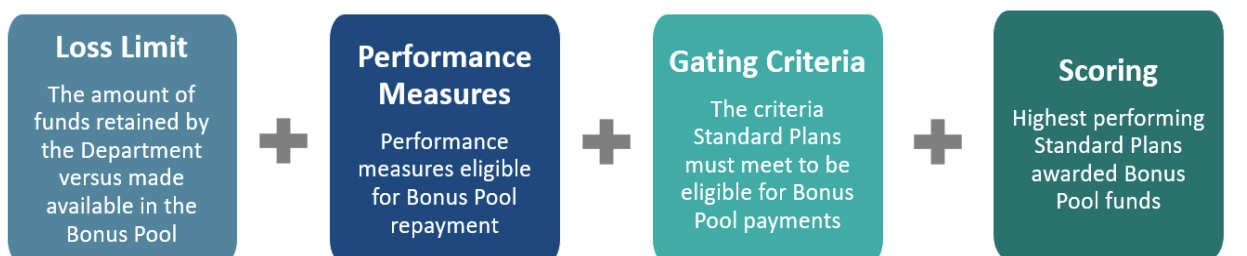 Loss Limit
The amount of
funds retained by
the Department
versus made
available in the
Bonus Pool
Performance
Measures
Performance
measures eligible
for Bonus Pool
repayment
Gating Criteria
The criteria
Standard Plans
must meet to be
eligible for Bonus
Pool payments
Scoring
Highest performing
Standard Plans
awarded Bonus
Pool funds